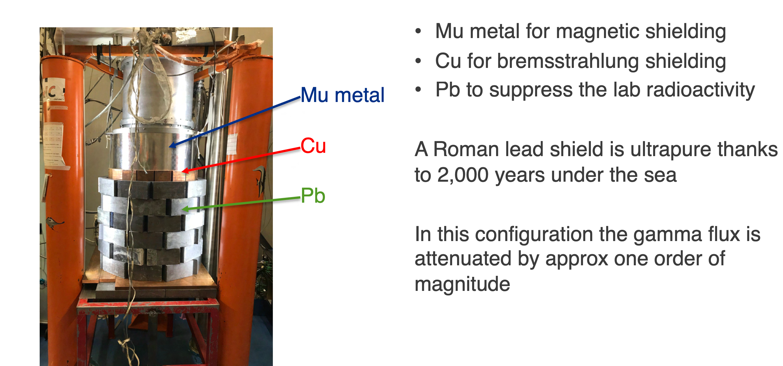 Mu metal
Cu
Pb
• Mu metal for magnetic shielding
• Cu for bremsstrahlung shielding
• Pb to suppress the lab radioactivity
A Roman lead shield is ultrapure thanks
to 2,000 years under the sea
In this configuration the gamma flux is
attenuated by approx one order of
magnitude